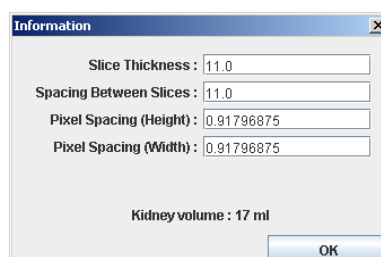 Information
Slice Thickness : 11.0
Spacing Between Slices : 11.0
Pixel Spacing (Height) : 0.91796875
Pixel Spacing (Width) : 0.91796875
Kidney volume : 17 ml
OK